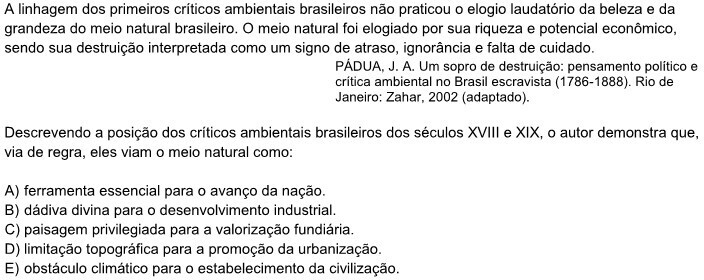 A linhagem dos primeiros críticos ambientais brasileiros não praticou o elogio laudatório da beleza e da
grandeza do meio natural brasileiro. O meio natural foi elogiado por sua riqueza e potencial econômico,
sendo sua destruição interpretada como um signo de atraso, ignorância e falta de cuidado.
PÁDUA, J. A. Um sopro de destruição: pensamento político e
crítica ambiental no Brasil escravista (1786-1888). Rio de
Janeiro: Zahar, 2002 (adaptado).
Descrevendo a posição dos críticos ambientais brasileiros dos séculos XVIII e XIX, o autor demonstra que,
via de regra, eles viam o meio natural como:
A) ferramenta essencial para o avanço da nação.
B) dádiva divina para o desenvolvimento industrial.
C) paisagem privilegiada para a valorização fundiária.
D) limitação topográfica para a promoção da urbanização.
E) obstáculo climático para o estabelecimento da civilização.